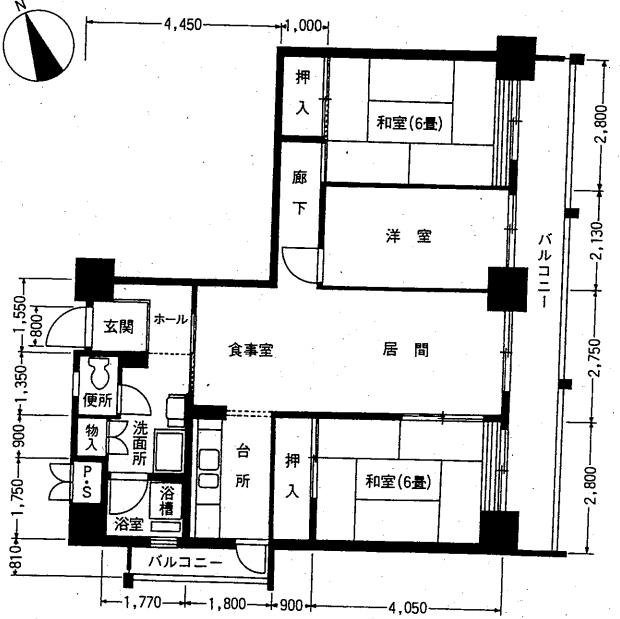 N
4,450
1,000
押入
和室(6畳)
2,800
廊下
洋室
2,130
バルコニー
1,550
800
玄関
ホール
食事室
居間
2,750
1,350
便所
900
物入
洗面所
台所
押入
和室(6畳)
2,800
1,750
P・S
浴室
浴槽
810
バルコニー
1,770
1,800
900
4,050